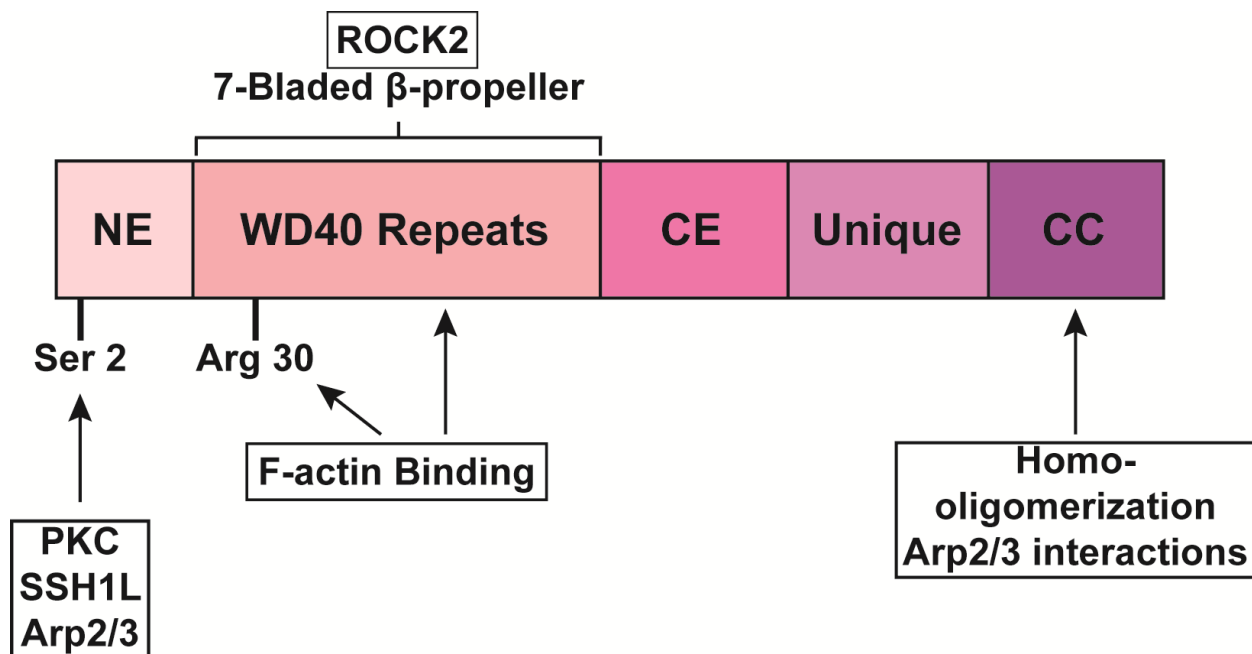 ROCK2
7-Bladed β-propeller
NE
WD40 Repeats
CE
Unique
CC
Ser 2
Arg 30
F-actin Binding
Homo-
oligomerization
Arp2/3 interactions
PKC
SSH1L
Arp2/3